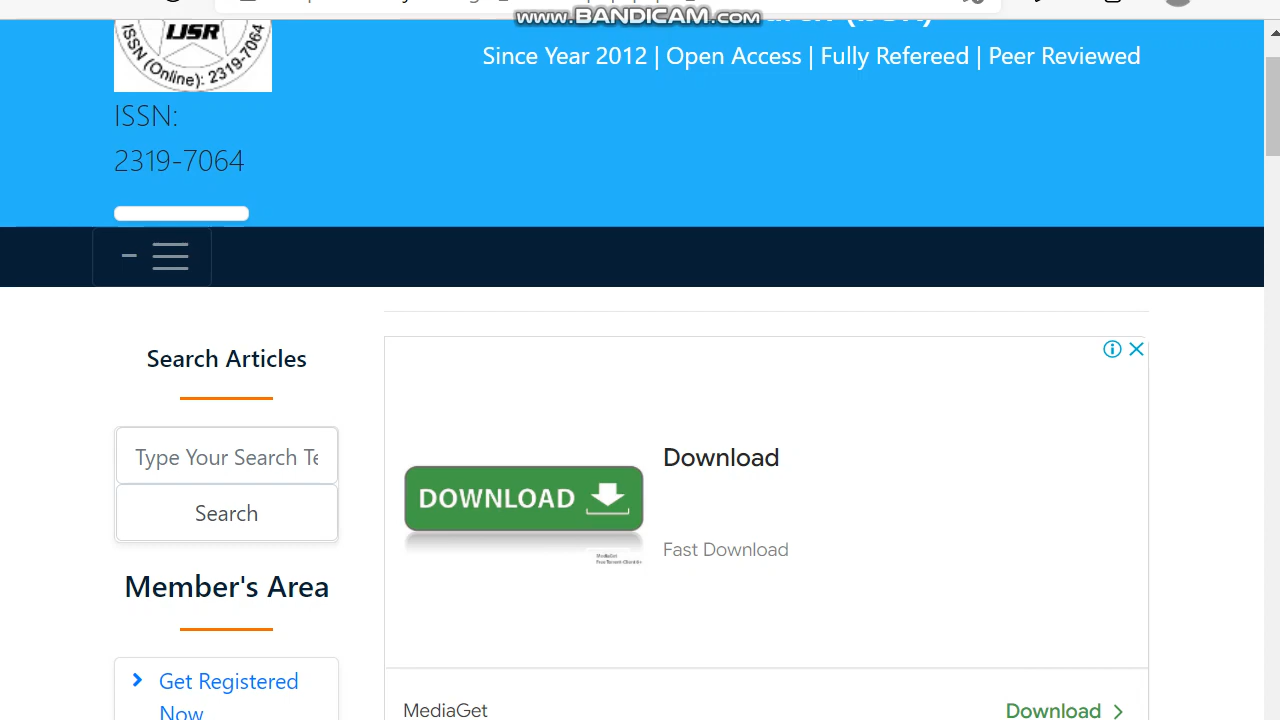 www.BANDICAM.com
IJSR
ISSN (Online): 2319-7064
Since Year 2012 | Open Access | Fully Refereed | Peer Reviewed
ISSN:
2319-7064
Search Articles
Type Your Search Te
Search
Member's Area
Get Registered
Now
DOWNLOAD
MediaGet
Download
Fast Download
MediaGet
Download